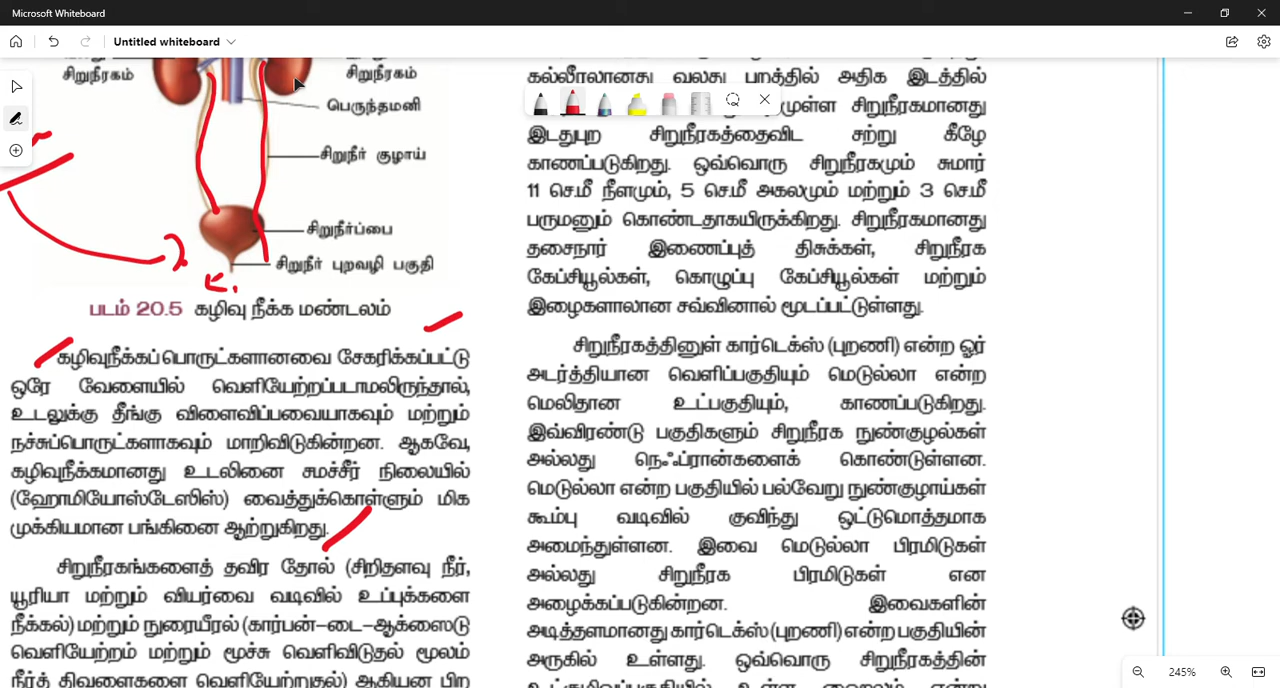 Microsoft Whiteboard
Untitled whiteboard
சிறுநீரகம்
சிறுநீரகம்
பெருந்தமனி
சிறுநீர் குழாய்
சிறுநீர்ப்பை
சிறுநீர் புறவழி பகுதி
படம் 20.5 கழிவு நீக்க மண்டலம்
கழிவுநீக்கப் பொருட்களானவை சேகரிக்கப்பட்டு
ஒரே வேளையில் வெளியேற்றப்படாமலிருந்தால்,
உடலுக்கு தீங்கு விளைவிப்பவையாகவும் மற்றும்
நச்சுப்பொருட்களாகவும் மாறிவிடுகின்றன. ஆகவே,
கழிவுநீக்கமானது உடலினை சமச்சீர் நிலையில்
(ஹோமியோஸ்டேஸிஸ்) வைத்துக்கொள்ளும் மிக
முக்கியமான பங்கினை ஆற்றுகிறது.
சிறுநீரகங்களைத் தவிர தோல் (சிறிதளவு நீர்,
யூரியா மற்றும் வியர்வை வடிவில் உப்புக்களை
நீக்கல்) மற்றும் நுரையீரல் (கார்பன்–டை–ஆக்ஸைடு
வெளியேற்றம் மற்றும் மூச்சு வெளிவிடுதல் மூலம்
நீர்த் திவளைகளை வெளியேற்றுதல்) ஆகியன பிற
கல்லீரலானது வலது புறத்தில் அதிக இடத்தில்
முள்ள சிறுநீரகமானது
இடதுபுற சிறுநீரகத்தைவிட சற்று கீழே
காணப்படுகிறது. ஒவ்வொரு சிறுநீரகமும் சுமார்
11 செ.மீ நீளமும், 5 செ.மீ அகலமும் மற்றும் 3 செ.மீ
பருமனும் கொண்டதாகயிருக்கிறது. சிறுநீரகமானது
தசைநார் இணைப்புத் திசுக்கள், சிறுநீரக
கேப்சியூல்கள், கொழுப்பு கேப்சியூல்கள் மற்றும்
இழைகளாலான சவ்வினால் மூடப்பட்டுள்ளது.
சிறுநீரகத்தினுள் கார்டெக்ஸ் (புறணி) என்ற ஓர்
அடர்த்தியான வெளிப்பகுதியும் மெடுல்லா என்ற
மெலிதான உட்பகுதியும், காணப்படுகிறது.
இவ்விரண்டு பகுதிகளும் சிறுநீரக நுண்குழல்கள்
அல்லது நெஃப்ரான்களைக் கொண்டுள்ளன.
மெடுல்லா என்ற பகுதியில் பல்வேறு நுண்குழாய்கள்
கூம்பு வடிவில் குவிந்து ஒட்டுமொத்தமாக
அமைந்துள்ளன. இவை மெடுல்லா பிரமிடுகள்
அல்லது சிறுநீரக பிரமிடுகள் என
அழைக்கப்படுகின்றன. இவைகளின்
அடித்தளமானது கார்டெக்ஸ் (புறணி) என்ற பகுதியின்
அருகில் உள்ளது. ஒவ்வொரு சிறுநீரகத்தின்
245%